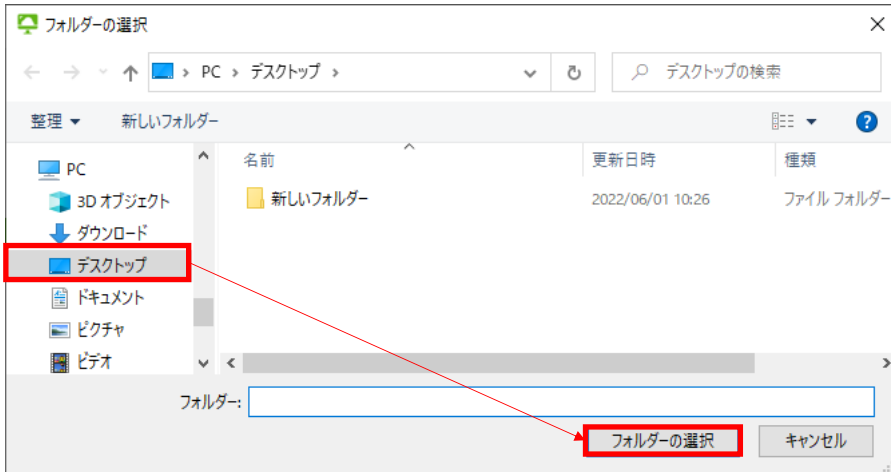 フォルダーの選択
PC › デスクトップ ›
デスクトップの検索
整理
新しいフォルダー
PC
3D オブジェクト
ダウンロード
デスクトップ
ドキュメント
ピクチャ
ビデオ
名前
更新日時
種類
新しいフォルダー
2022/06/01 10:26
ファイル フォルダー
フォルダー:
フォルダーの選択
キャンセル